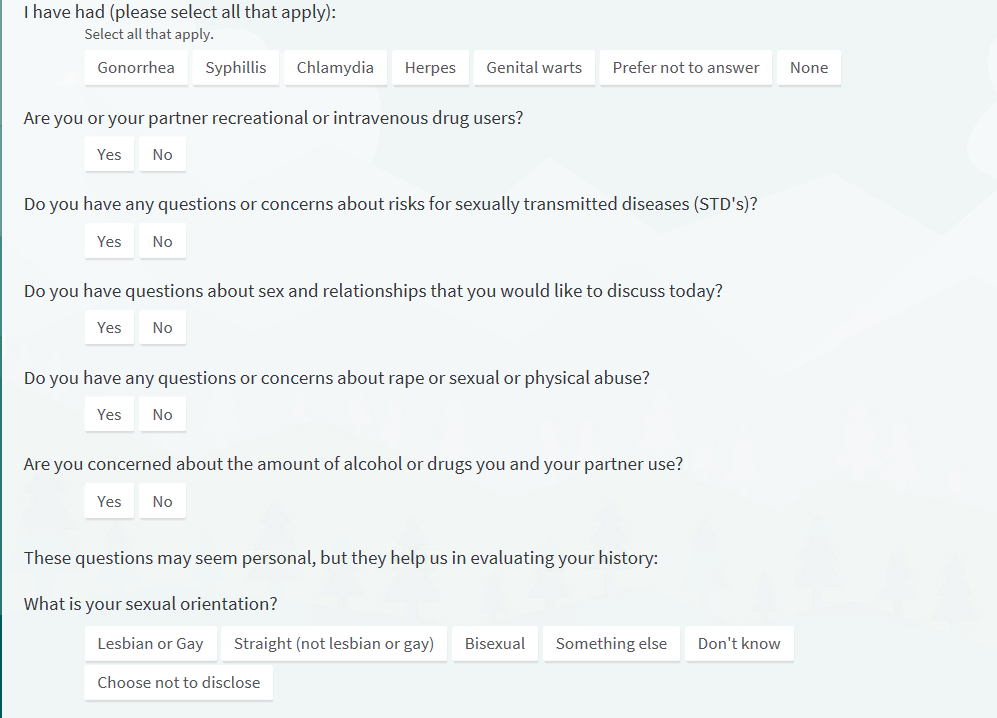 I have had (please select all that apply):
Select all that apply.
Gonorrhea Syphillis Chlamydia Herpes Genital warts Prefer not to answer None
Are you or your partner recreational or intravenous drug users?
Yes No
Do you have any questions or concerns about risks for sexually transmitted diseases (STD's)?
Yes No
Do you have questions about sex and relationships that you would like to discuss today?
Yes No
Do you have any questions or concerns about rape or sexual or physical abuse?
Yes No
Are you concerned about the amount of alcohol or drugs you and your partner use?
Yes No
These questions may seem personal, but they help us in evaluating your history:
What is your sexual orientation?
Lesbian or Gay Straight (not lesbian or gay) Bisexual Something else Don't know
Choose not to disclose